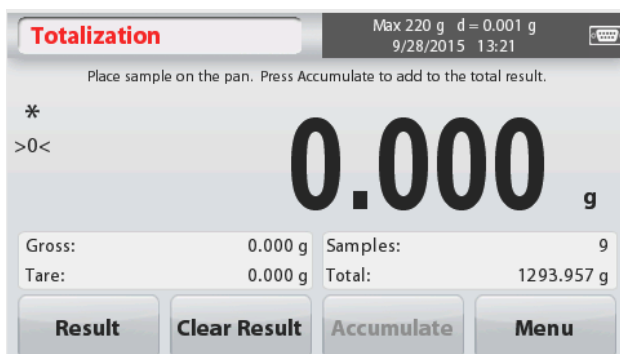 Totalization
Max 220 g d = 0.001 g
9/28/2015 13:21
Place sample on the pan. Press Accumulate to add to the total result.
*
>0<
0.000 g
Gross: 0.000 g Samples: 9
Tare: 0.000 g Total: 1293.957 g
Result Clear Result Accumulate Menu